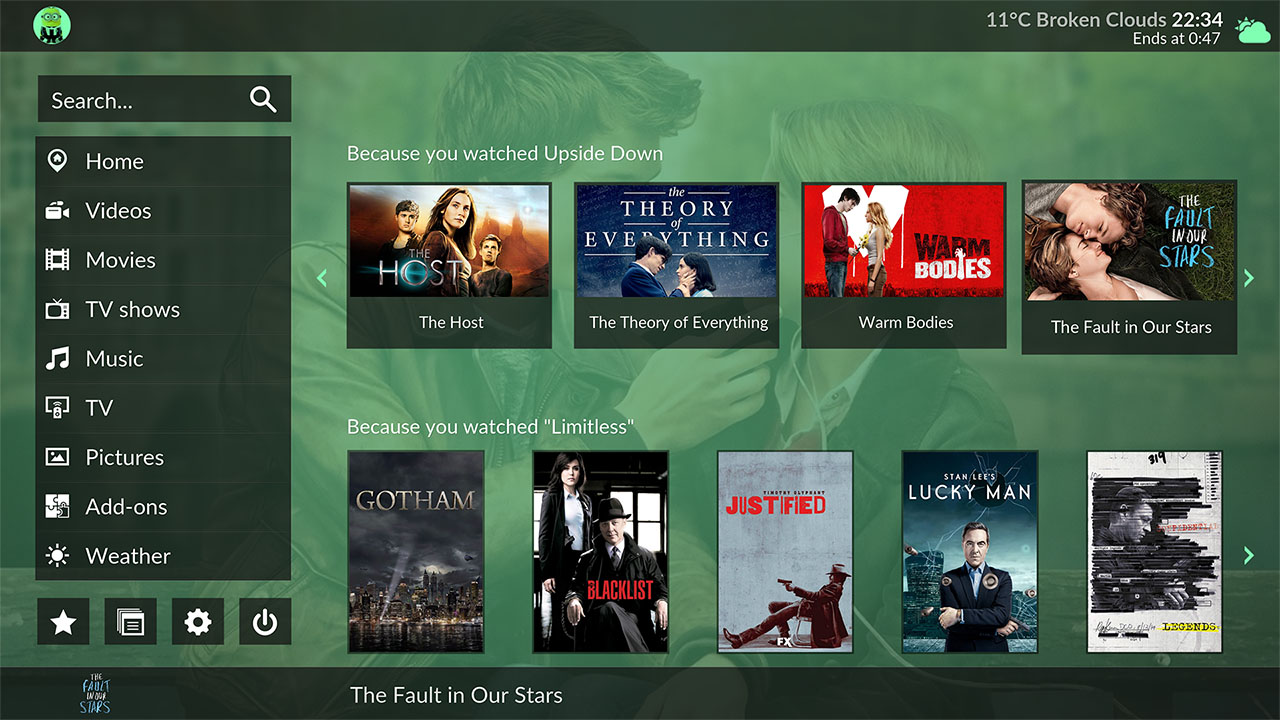 11°C Broken Clouds 22:34
Ends at 0:47
Search...
Home
Videos
Movies
TV shows
Music
TV
Pictures
Add-ons
Weather
Because you watched Upside Down
THE
HOST
The Host
the
THEORY
of
EVERYTHING
The Theory of Everything
WARM
BODIES
Warm Bodies
THE
FAULT
IN OUR
STARS
The Fault in Our Stars
Because you watched "Limitless"
GOTHAM
THE
BLACKLIST
TIMOTHY OLYPHANT
JUSTIFIED
FX
STAN LEE'S
LUCKY MAN
319
LEGENDS
THE
FAULT
IN OUR
STARS
The Fault in Our Stars